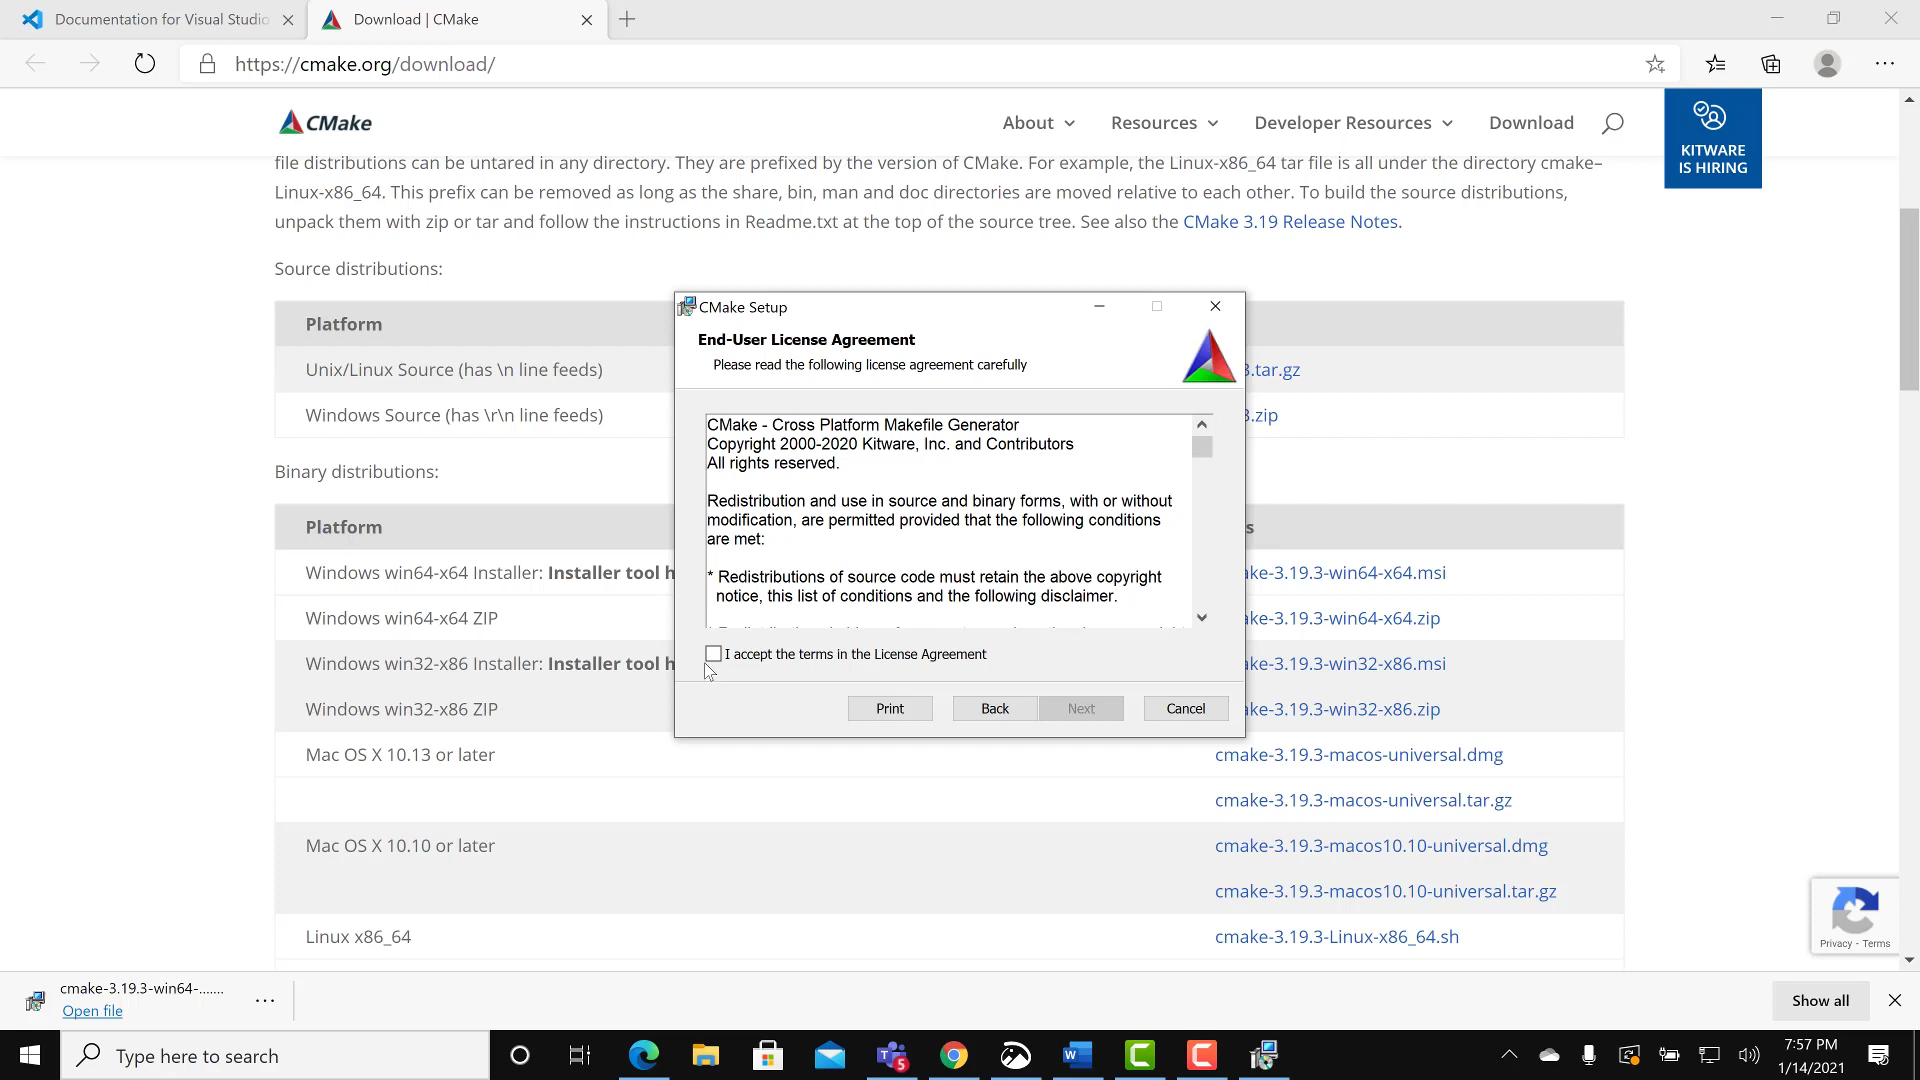 Documentation for Visual Studio
Download | CMake
https://cmake.org/download/
CMake
About
Resources
Developer Resources
Download
KITWARE
IS HIRING
file distributions can be untared in any directory. They are prefixed by the version of CMake. For example, the Linux-x86_64 tar file is all under the directory cmake–
Linux-x86_64. This prefix can be removed as long as the share, bin, man and doc directories are moved relative to each other. To build the source distributions,
unpack them with zip or tar and follow the instructions in Readme.txt at the top of the source tree. See also the CMake 3.19 Release Notes.
Source distributions:
Platform
Unix/Linux Source (has \n line feeds)
3.tar.gz
Windows Source (has \r\n line feeds)
3.zip
Binary distributions:
Platform
s
Windows win64-x64 Installer: Installer tool h
ake-3.19.3-win64-x64.msi
Windows win64-x64 ZIP
ake-3.19.3-win64-x64.zip
Windows win32-x86 Installer: Installer tool h
ake-3.19.3-win32-x86.msi
Windows win32-x86 ZIP
ake-3.19.3-win32-x86.zip
Mac OS X 10.13 or later
cmake-3.19.3-macos-universal.dmg
cmake-3.19.3-macos-universal.tar.gz
Mac OS X 10.10 or later
cmake-3.19.3-macos10.10-universal.dmg
cmake-3.19.3-macos10.10-universal.tar.gz
Linux x86_64
cmake-3.19.3-Linux-x86_64.sh
CMake Setup
End-User License Agreement
Please read the following license agreement carefully
CMake - Cross Platform Makefile Generator
Copyright 2000-2020 Kitware, Inc. and Contributors
All rights reserved.
Redistribution and use in source and binary forms, with or without
modification, are permitted provided that the following conditions
are met:
* Redistributions of source code must retain the above copyright
notice, this list of conditions and the following disclaimer.
I accept the terms in the License Agreement
Print
Back
Next
Cancel
Privacy - Terms
cmake-3.19.3-win64-.......
Open file
Show all
Type here to search
5
7:57 PM
1/14/2021